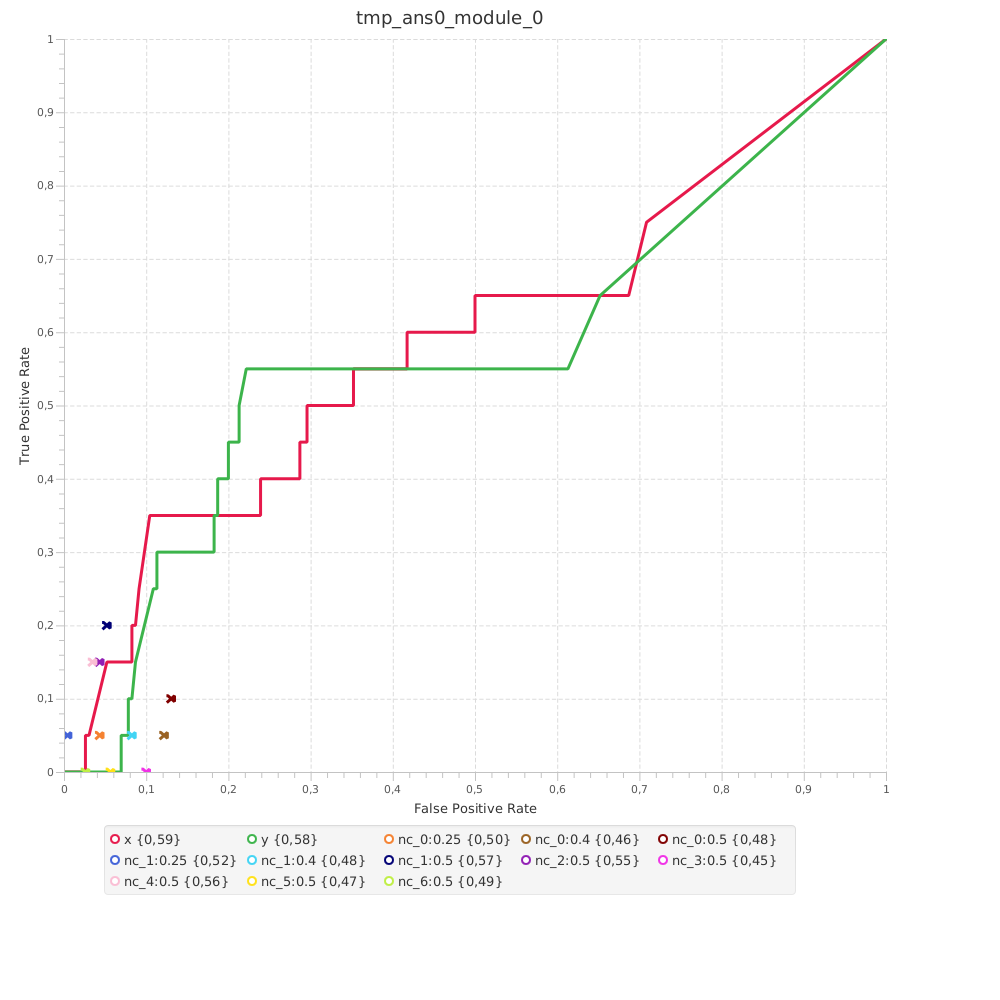 tmp_ans0_module_0
1
0,9
0,8
0,7
0,6
0,5
0,4
0,3
0,2
0,1
0
True Positive Rate
0 0,1 0,2 0,3 0,4 0,5 0,6 0,7 0,8 0,9 1
False Positive Rate
x {0,59} y {0,58} nc_0:0.25 {0,50} nc_0:0.4 {0,46} nc_0:0.5 {0,48}
nc_1:0.25 {0,52} nc_1:0.4 {0,48} nc_1:0.5 {0,57} nc_2:0.5 {0,55} nc_3:0.5 {0,45}
nc_4:0.5 {0,56} nc_5:0.5 {0,47} nc_6:0.5 {0,49}